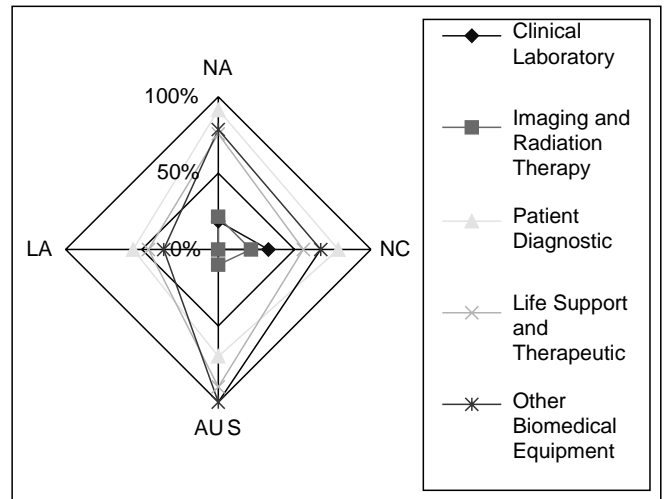 NA
100%
50%
LA
0%
NC
AUS
Clinical
Laboratory
Imaging and
Radiation
Therapy
Patient
Diagnostic
Life Support
and
Therapeutic
Other
Biomedical
Equipment